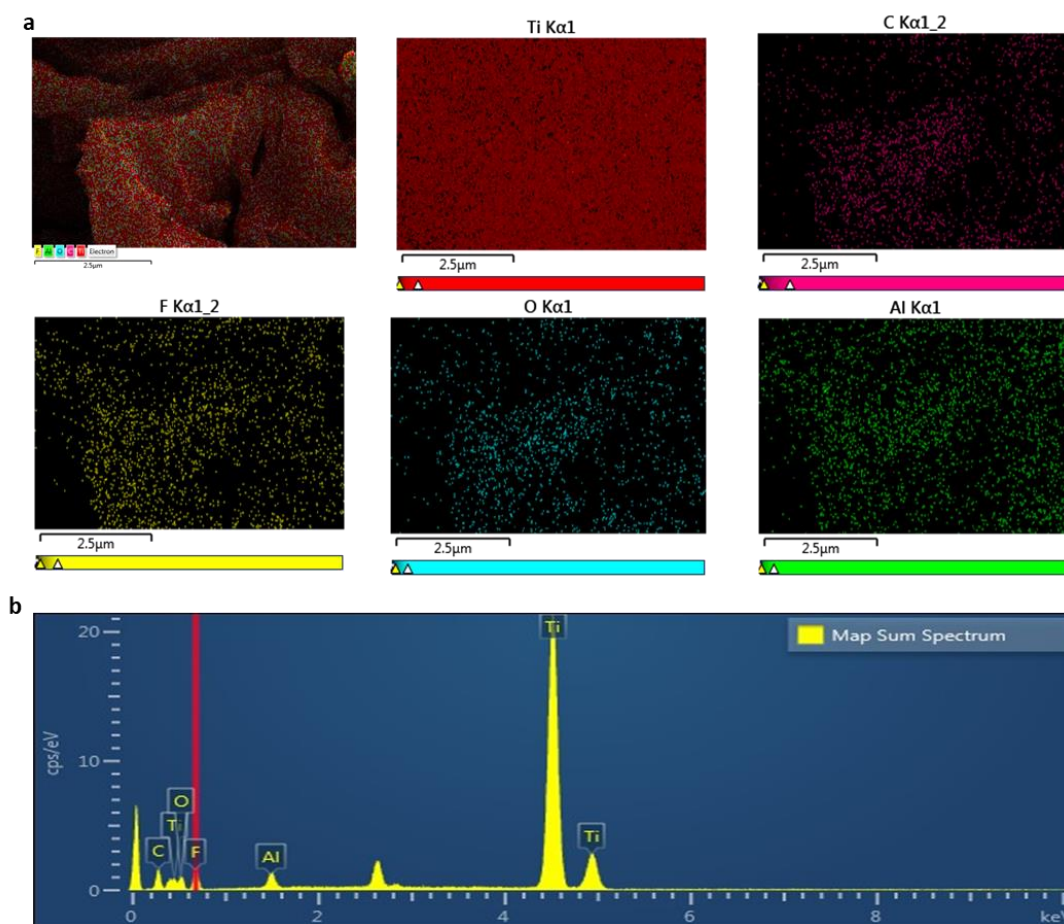 a
Ti Kα1
C Kα1_2
F Al O C Ti Electron
2.5μm
2.5μm
2.5μm
F Kα1_2
O Kα1
Al Kα1
2.5μm
2.5μm
2.5μm
b
20
Ti
Map Sum Spectrum
cps/eV
10
O
Ti
C
F
Al
Ti
0
0
2
4
6
8
ke